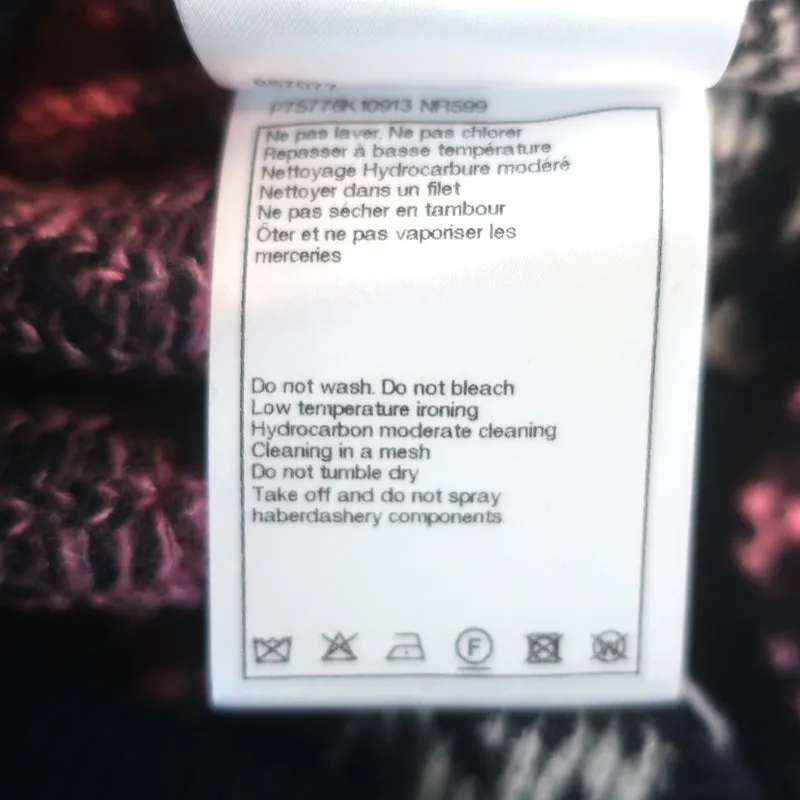 P75776K10913 NR599
Ne pas laver. Ne pas chlorer
Repasser à basse température
Nettoyage Hydrocarbure modéré
Nettoyer dans un filet
Ne pas sécher en tambour
Ôter et ne pas vaporiser les
merceries
Do not wash. Do not bleach
Low temperature ironing
Hydrocarbon moderate cleaning
Cleaning in a mesh
Do not tumble dry
Take off and do not spray
haberdashery components
F W